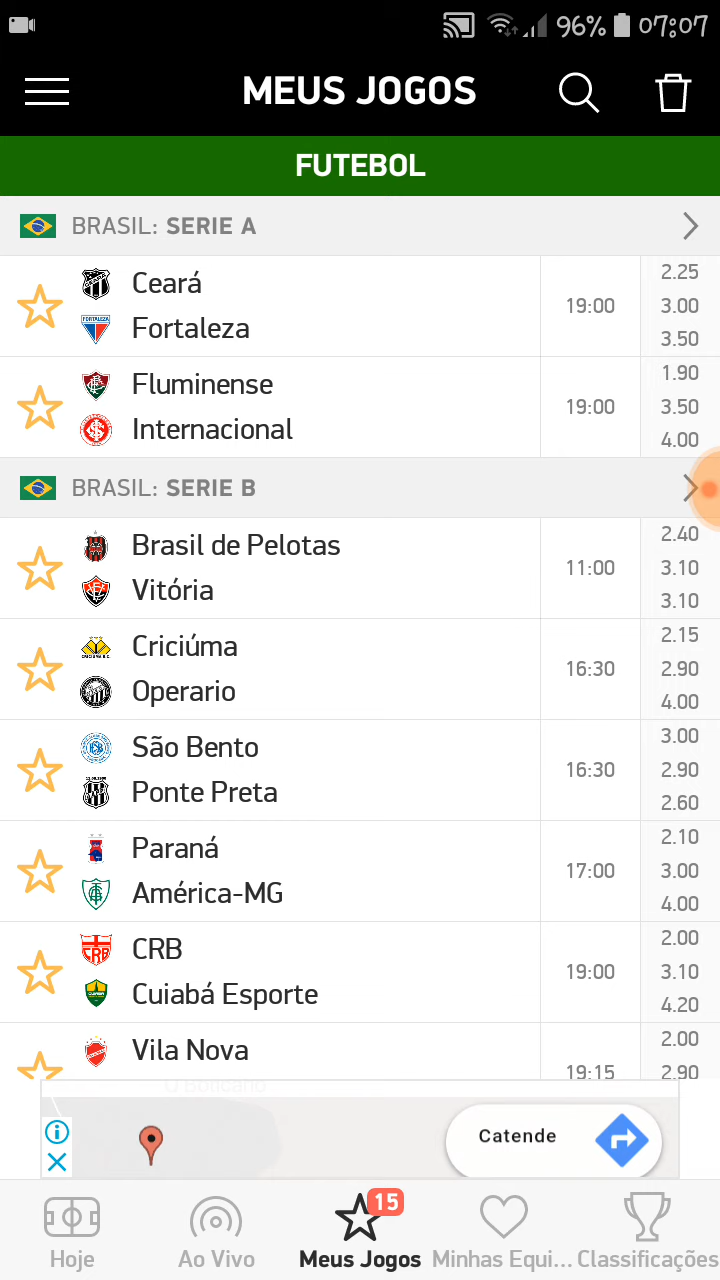 96% 07:07
MEUS JOGOS
FUTEBOL
BRASIL: SERIE A
Ceará
Fortaleza
19:00
2.25
3.00
3.50
Fluminense
Internacional
19:00
1.90
3.50
4.00
BRASIL: SERIE B
Brasil de Pelotas
Vitória
11:00
2.40
3.10
3.10
Criciúma
Operario
16:30
2.15
2.90
4.00
São Bento
Ponte Preta
16:30
3.00
2.90
2.60
Paraná
América-MG
17:00
2.10
3.00
4.00
CRB
Cuiabá Esporte
19:00
2.00
3.10
4.20
Vila Nova
19:15
2.00
2.90
O Boticário
Catende
15
Hoje
Ao Vivo
Meus Jogos
Minhas Equi...
Classificações